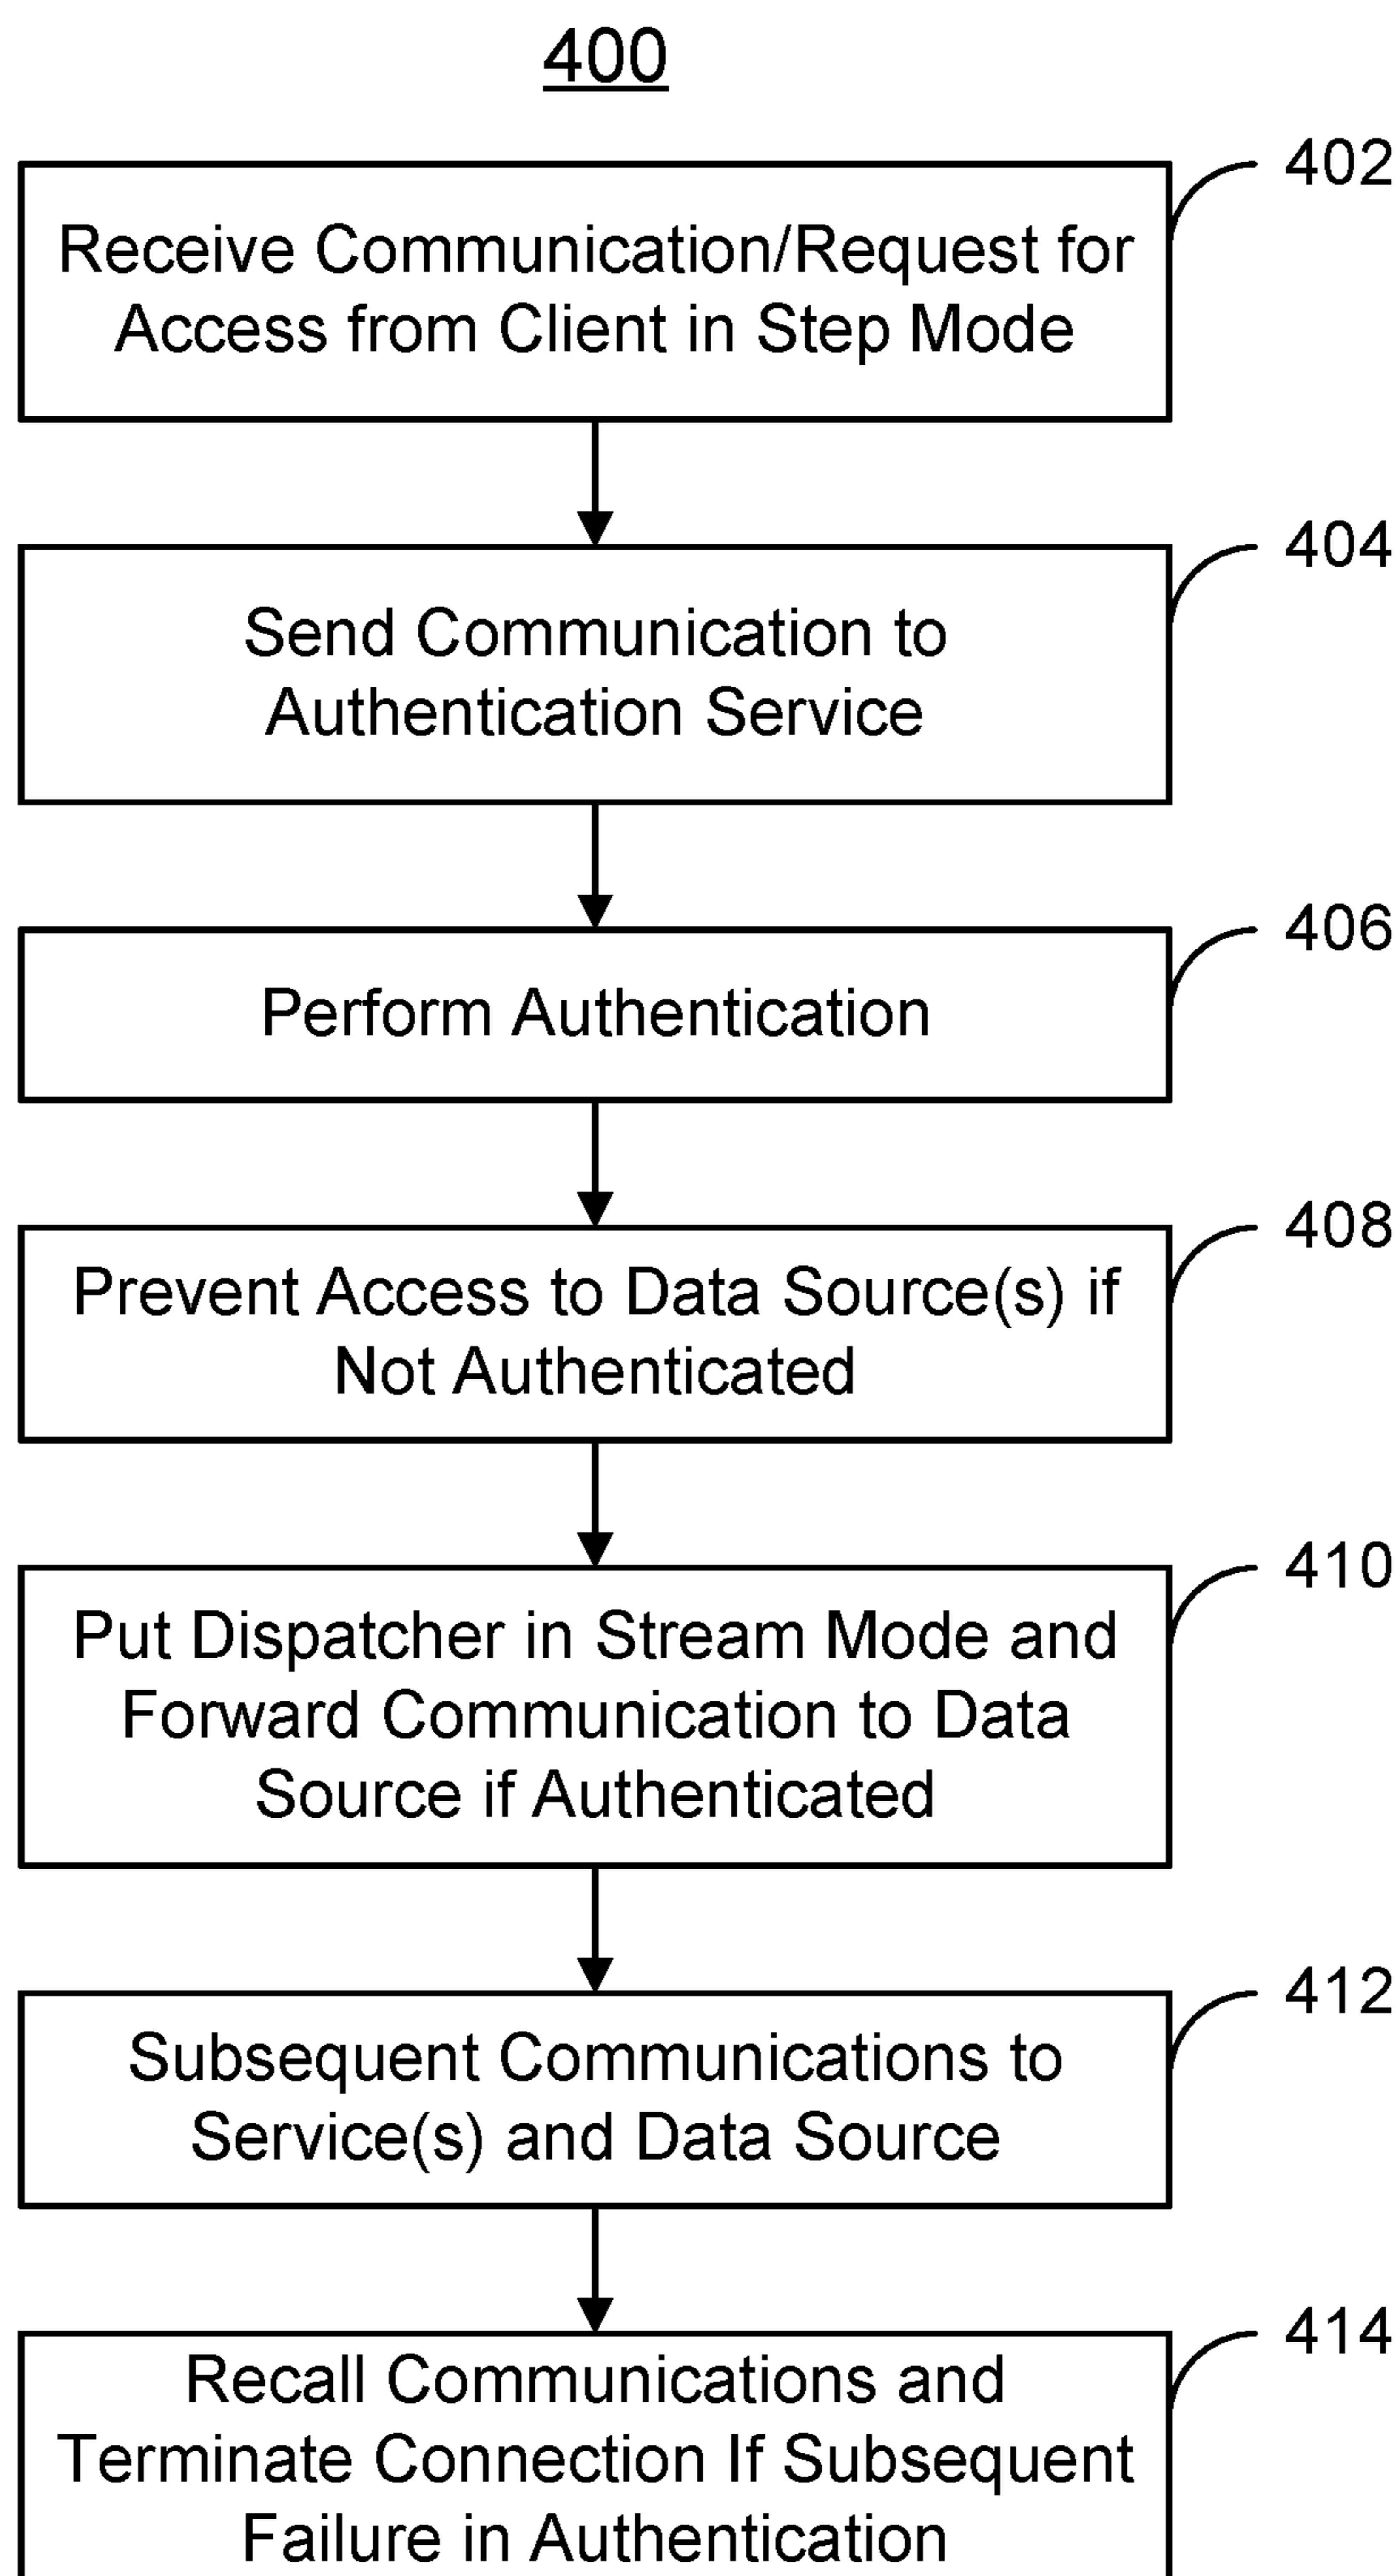 400
402
Receive Communication/Request for
Access from Client in Step Mode
404
Send Communication to
Authentication Service
406
Perform Authentication
408
Prevent Access to Data Source(s) if
Not Authenticated
410
Put Dispatcher in Stream Mode and
Forward Communication to Data
Source if Authenticated
412
Subsequent Communications to
Service(s) and Data Source
414
Recall Communications and
Terminate Connection If Subsequent
Failure in Authentication